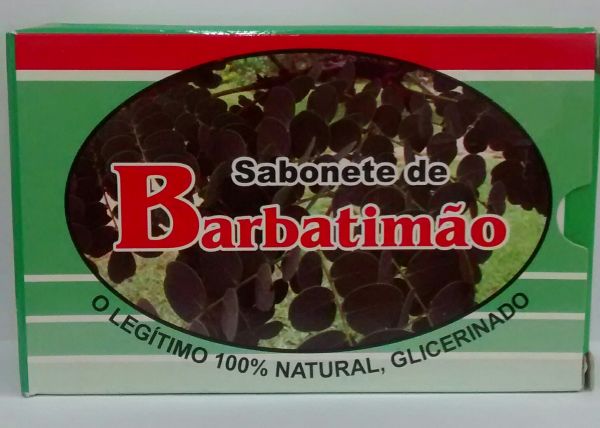 Sabonete de
Barbatimão
O LEGÍTIMO 100% NATURAL, GLICERINADO